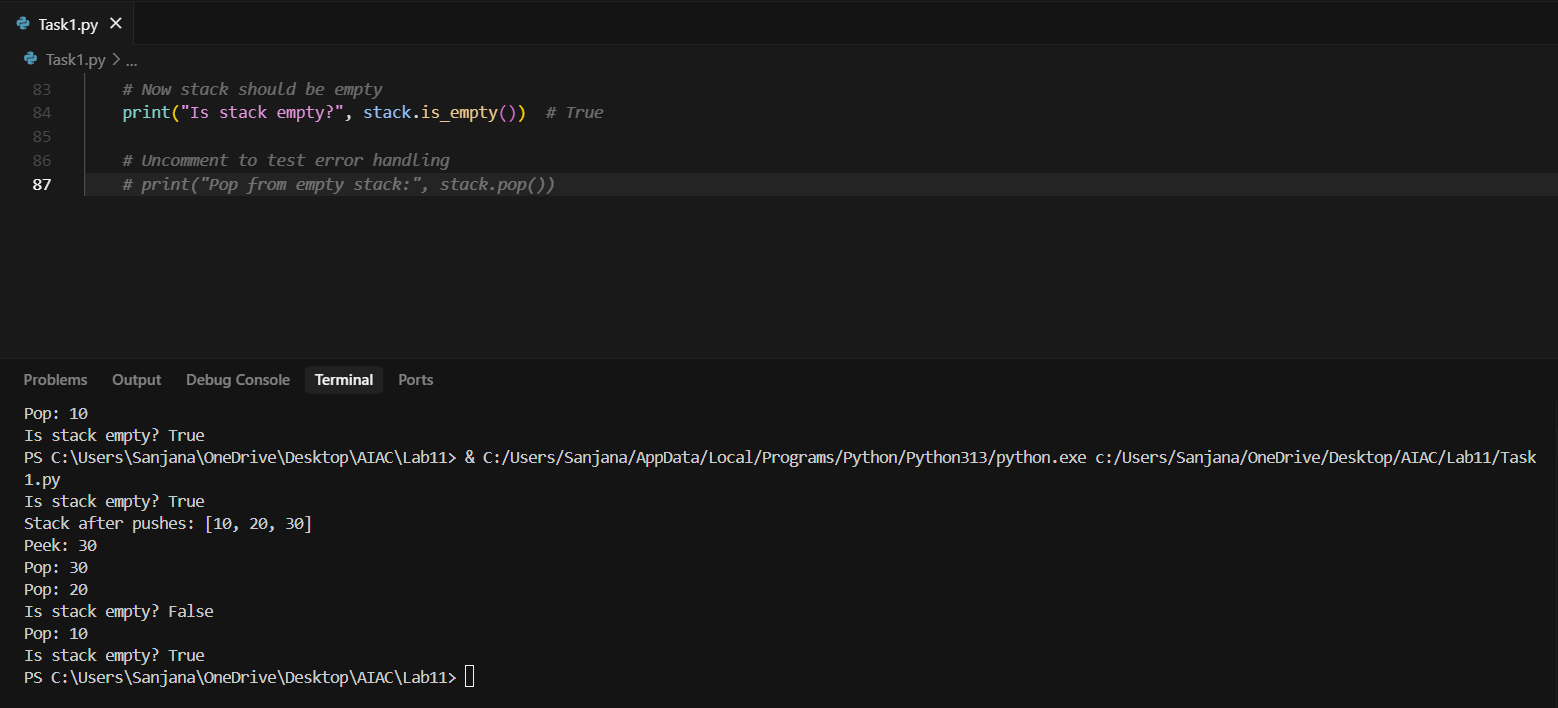 Task1.py
Task1.py > ...
83 # Now stack should be empty
84 print("Is stack empty?", stack.is_empty()) # True
85
86 # Uncomment to test error handling
87 # print("Pop from empty stack:", stack.pop())
Problems Output Debug Console Terminal Ports
Pop: 10
Is stack empty? True
PS C:\Users\Sanjana\OneDrive\Desktop\AIAC\Lab11> & C:/Users/Sanjana/AppData/Local/Programs/Python/Python313/python.exe c:/Users/Sanjana/OneDrive/Desktop/AIAC/Lab11/Task
1.py
Is stack empty? True
Stack after pushes: [10, 20, 30]
Peek: 30
Pop: 30
Pop: 20
Is stack empty? False
Pop: 10
Is stack empty? True
PS C:\Users\Sanjana\OneDrive\Desktop\AIAC\Lab11>